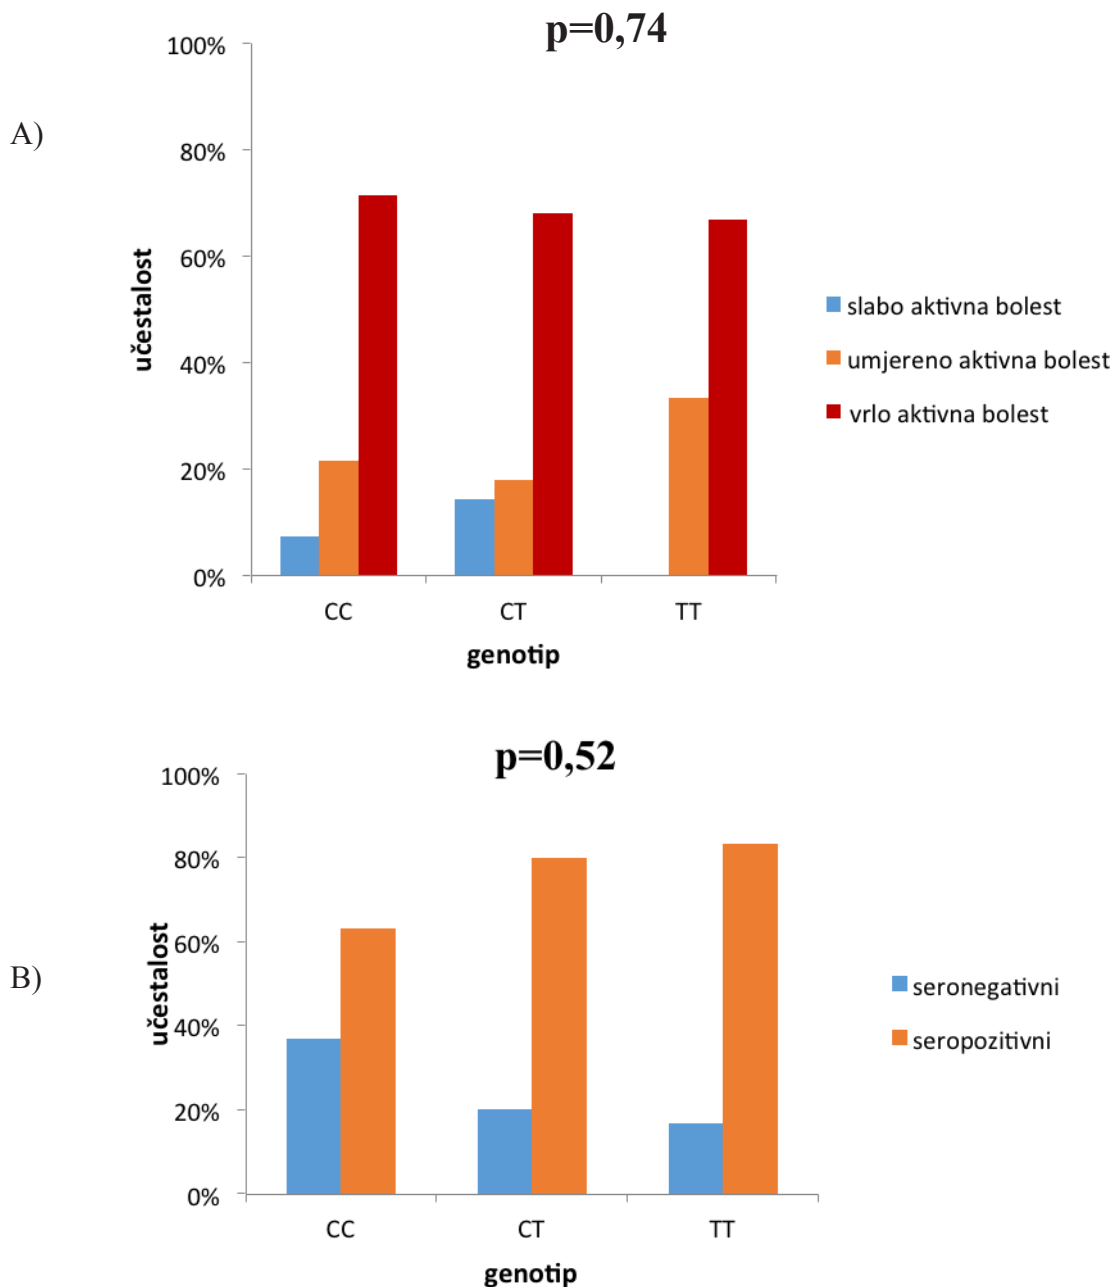 A)
p=0,74
100%
80%
60%
40%
20%
0%
učestalost
CC CT TT
genotip
slabo aktivna bolest
umjereno aktivna bolest
vrlo aktivna bolest
B)
p=0,52
100%
80%
60%
40%
20%
0%
učestalost
CC CT TT
genotip
seronegativni
seropozitivni